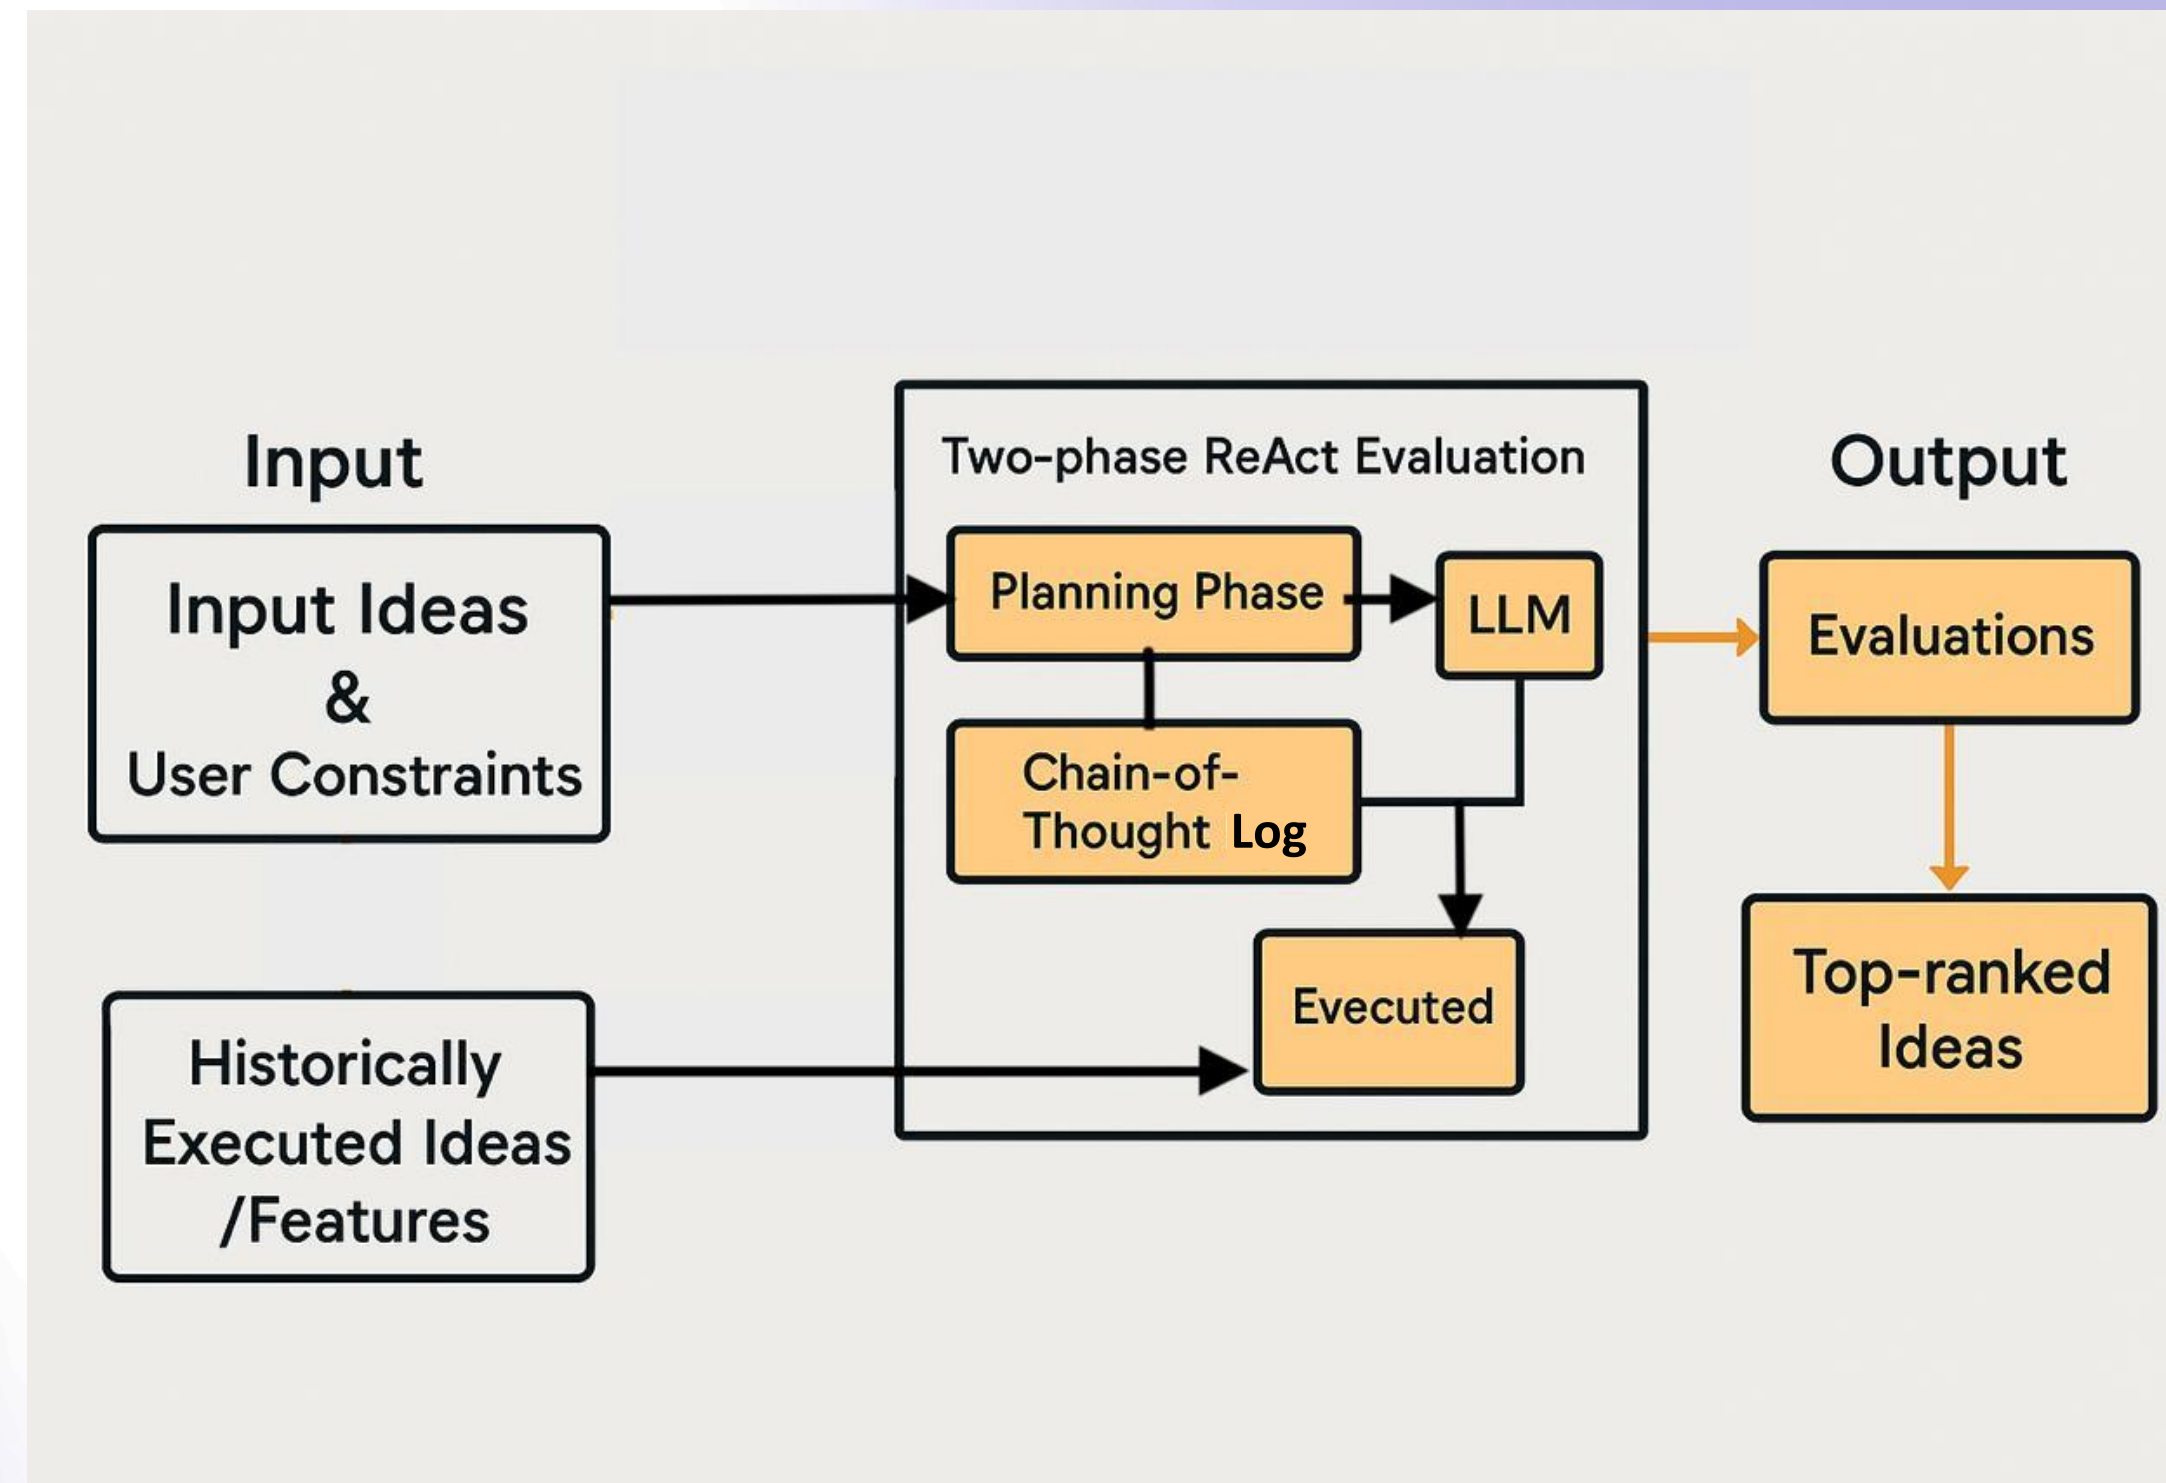 Input
Input Ideas
&
User Constraints
Historically
Executed Ideas
/Features
Two-phase ReAct Evaluation
Planning Phase
LLM
Chain-of-
Thought Log
Evecuted
Output
Evaluations
Top-ranked
Ideas